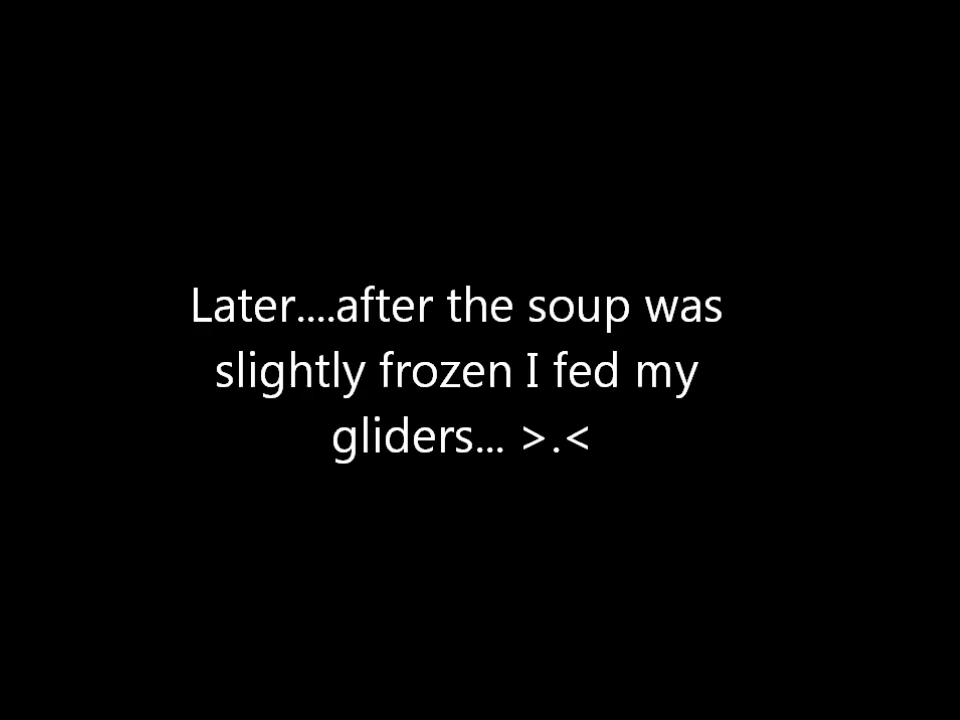 Later....after the soup was
slightly frozen I fed my
gliders... >.<